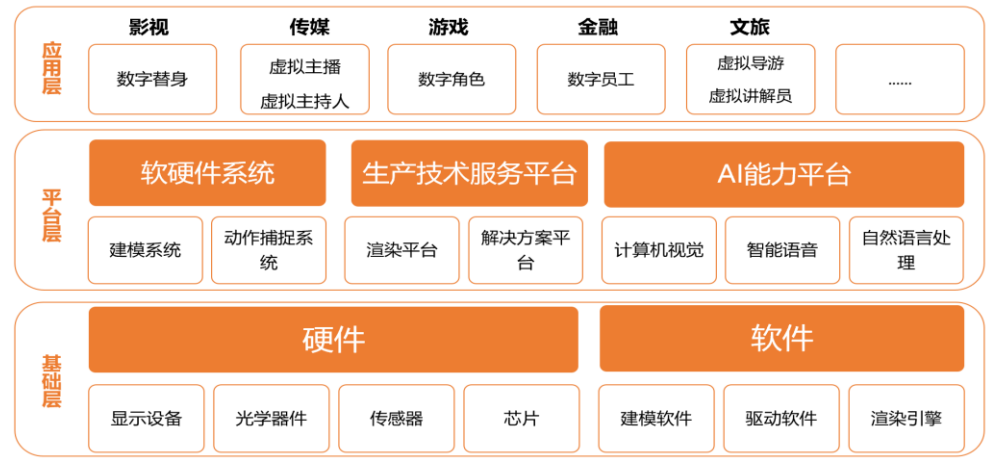 应用层
影视
传媒
游戏
金融
文旅
数字替身
虚拟主播
虚拟主持人
数字角色
数字员工
虚拟导游
虚拟讲解员
......
平台层
软硬件系统
生产技术服务平台
AI能力平台
建模系统
动作捕捉系
统
渲染平台
解决方案平
台
计算机视觉
智能语音
自然语言处
理
基础层
硬件
软件
显示设备
光学器件
传感器
芯片
建模软件
驱动软件
渲染引擎